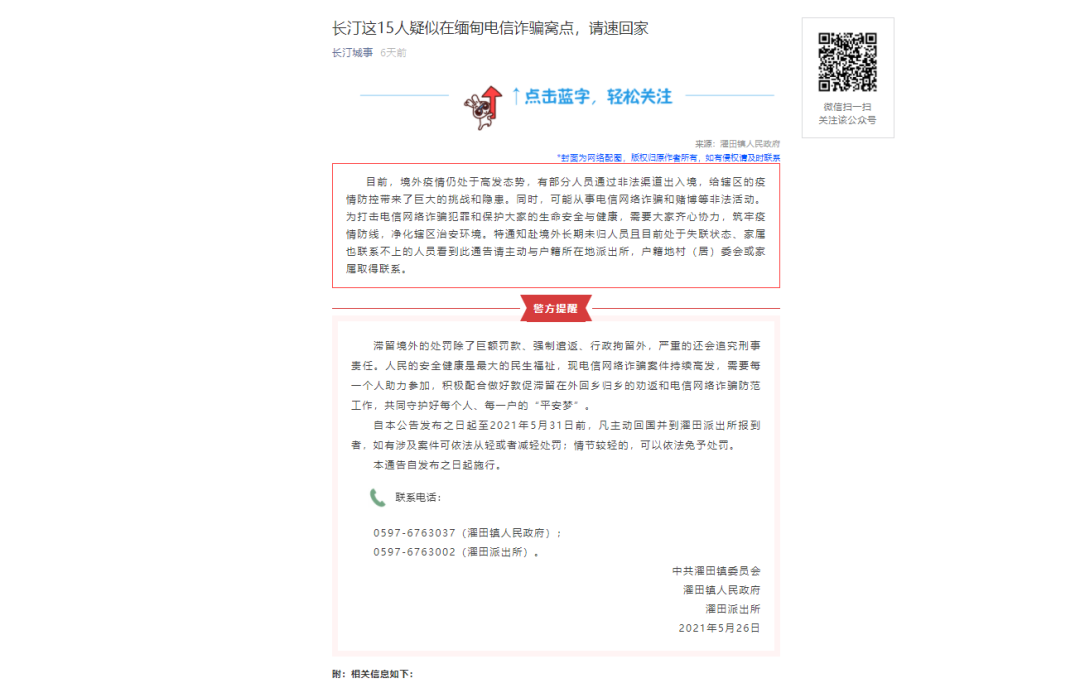 长汀这15人疑似在缅甸电信诈骗窝点，请速回家
长汀城事 6天前
↑点击蓝字，轻松关注
微信扫一扫
关注该公众号
来源：濯田镇人民政府
*封面为网络配图，版权归原作者所有，如有侵权请及时联系
目前，境外疫情仍处于高发态势，有部分人员通过非法渠道出入境，给辖区的疫
情防控带来了巨大的挑战和隐患。同时，可能从事电信网络诈骗和赌博等非法活动。
为打击电信网络诈骗犯罪和保护大家的生命安全与健康，需要大家齐心协力，筑牢疫
情防线，净化辖区治安环境。特通知赴境外长期未归人员且目前处于失联状态、家属
也联系不上的人员看到此通告请主动与户籍所在地派出所，户籍地村（居）委会或家
属取得联系。
警方提醒
滞留境外的处罚除了巨额罚款、强制遣返、行政拘留外，严重的还会追究刑事
责任。人民的安全健康是最大的民生福祉，现电信网络诈骗案件持续高发，需要每
一个人助力参加，积极配合做好敦促滞留在外回乡归乡的劝返和电信网络诈骗防范
工作，共同守护好每个人、每一户的“平安梦”。
自本公告发布之日起至2021年5月31日前，凡主动回国并到濯田派出所报到
者，如有涉及案件可依法从轻或者减轻处罚；情节较轻的，可以依法免予处罚。
本通告自发布之日起施行。
联系电话：
0597-6763037（濯田镇人民政府）；
0597-6763002（濯田派出所）。
中共濯田镇委员会
濯田镇人民政府
濯田派出所
2021年5月26日
附：相关信息如下：